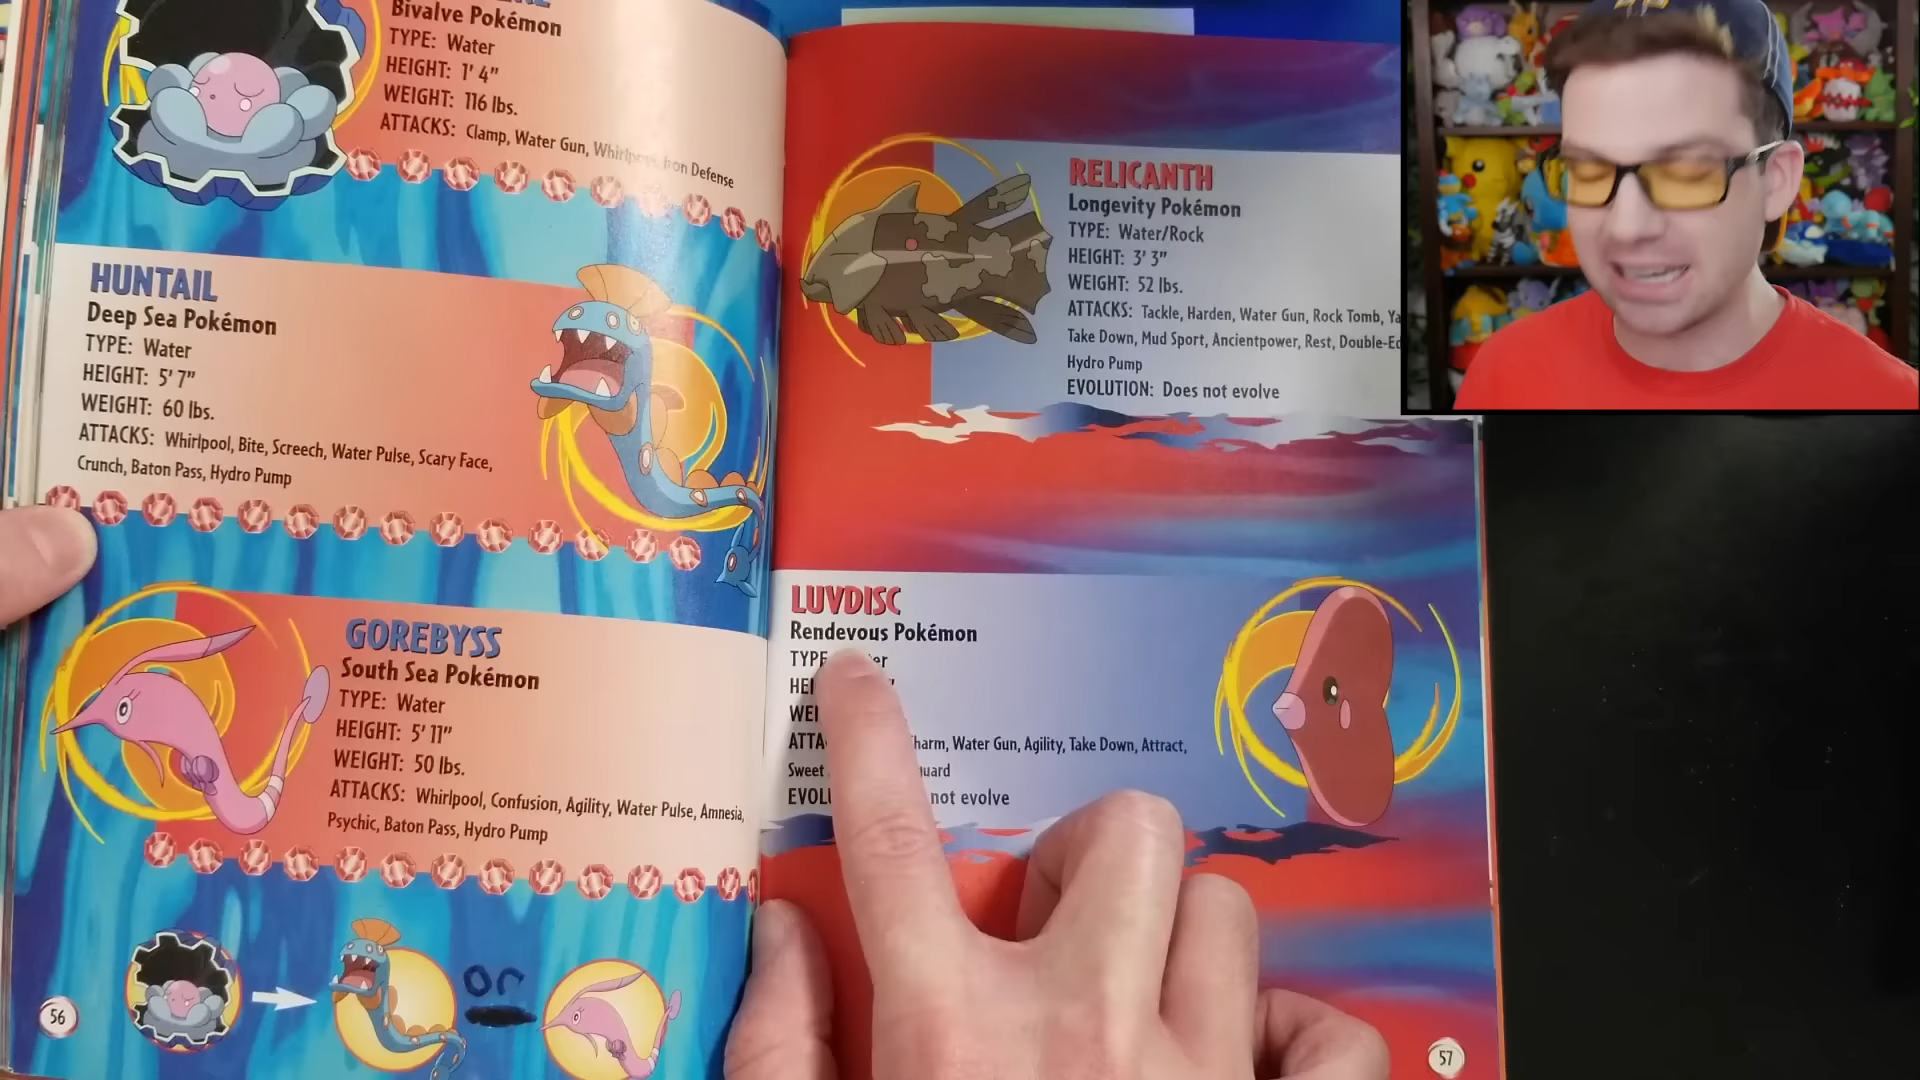 Bivalve Pokémon
TYPE: Water
HEIGHT: 1' 4"
WEIGHT: 116 lbs.
ATTACKS: Clamp, Water Gun, Iron Defense
HUNTAIL
Deep Sea Pokémon
TYPE: Water
HEIGHT: 5' 7"
WEIGHT: 60 lbs.
ATTACKS: Whirlpool, Bite, Screech, Water Pulse, Scary Face,
Crunch, Baton Pass, Hydro Pump
GOREBYSS
South Sea Pokémon
TYPE: Water
HEIGHT: 5' 11"
WEIGHT: 50 lbs.
ATTACKS: Whirlpool, Confusion, Agility, Water Pulse, Amnesia,
Psychic, Baton Pass, Hydro Pump
or
56
RELICANTH
Longevity Pokémon
TYPE: Water/Rock
HEIGHT: 3' 3"
WEIGHT: 52 lbs.
ATTACKS: Tackle, Harden, Water Gun, Rock Tomb,
Take Down, Mud Sport, Ancientpower, Rest,
Hydro Pump
EVOLUTION: Does not evolve
LUVDISC
Rendevous Pokémon
Water Gun, Agility, Take Down, Attract,
Sweet
not evolve
57